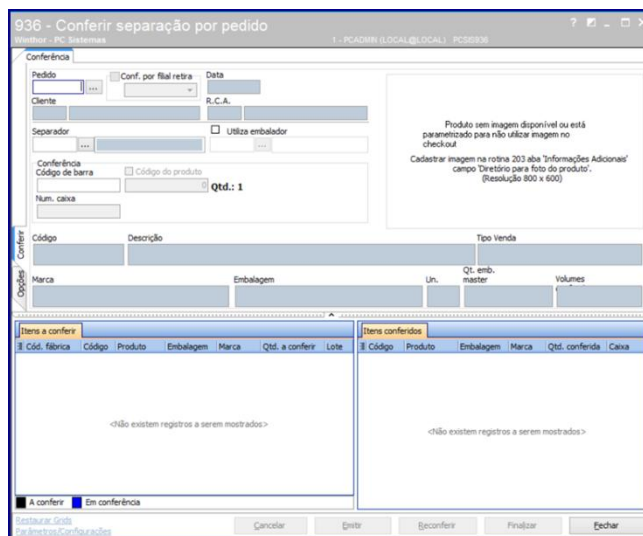 936 - Conferir separação por pedido
Winthor - PC Sistemas
1 - PCADMIN (LOCAL@LOCAL) PCSIS936
Conferência
Pedido
...
Conf. por filial retira
Data
Cliente
R.C.A.
Separador
...
Utiliza embalador
...
Conferência
Código de barra
Código do produto
0
Qtd.: 1
Num. caixa
Produto sem imagem disponível ou está
parametrizado para não utilizar imagem no
checkout
Cadastrar imagem na rotina 203 aba 'Informações Adicionais'
campo 'Diretório para foto do produto'.
(Resolução 800 x 600)
Conferir
Opções
Código
Descrição
Tipo Venda
Marca
Embalagem
Un.
Qt. emb.
master
Volumes
Itens a conferir
Cód. fábrica Código Produto Embalagem Marca Qtd. a conferir Lote
<Não existem registros a serem mostrados>
Itens conferidos
Código Produto Embalagem Marca Qtd. conferida Caixa
<Não existem registros a serem mostrados>
A conferir Em conferência
Restaurar Grids
Parâmetros/Configurações
Cancelar
Emitir
Reconferir
Finalizar
Fechar